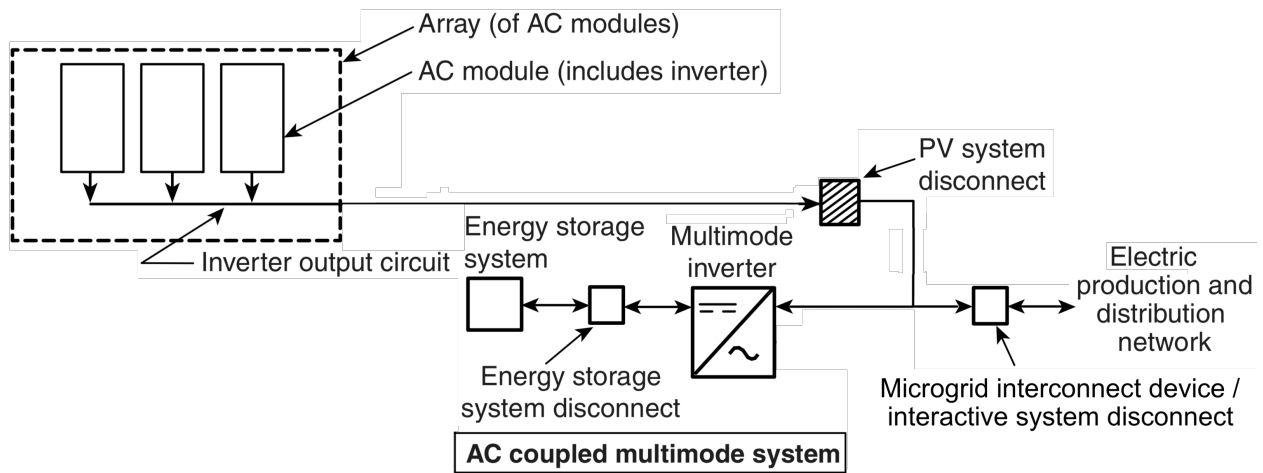 Array (of AC modules)
AC module (includes inverter)
PV system
disconnect
Inverter output circuit
Energy storage
system
Multimode
inverter
Electric
production and
distribution
network
Energy storage
system disconnect
Microgrid interconnect device /
interactive system disconnect
AC coupled multimode system